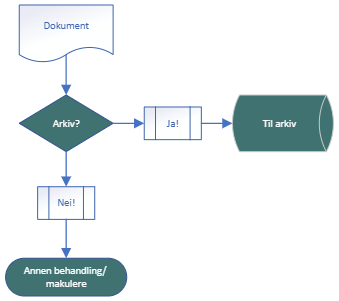 Dokument
Arkiv?
Ja!
Til arkiv
Nei!
Annen behandling/
makulere